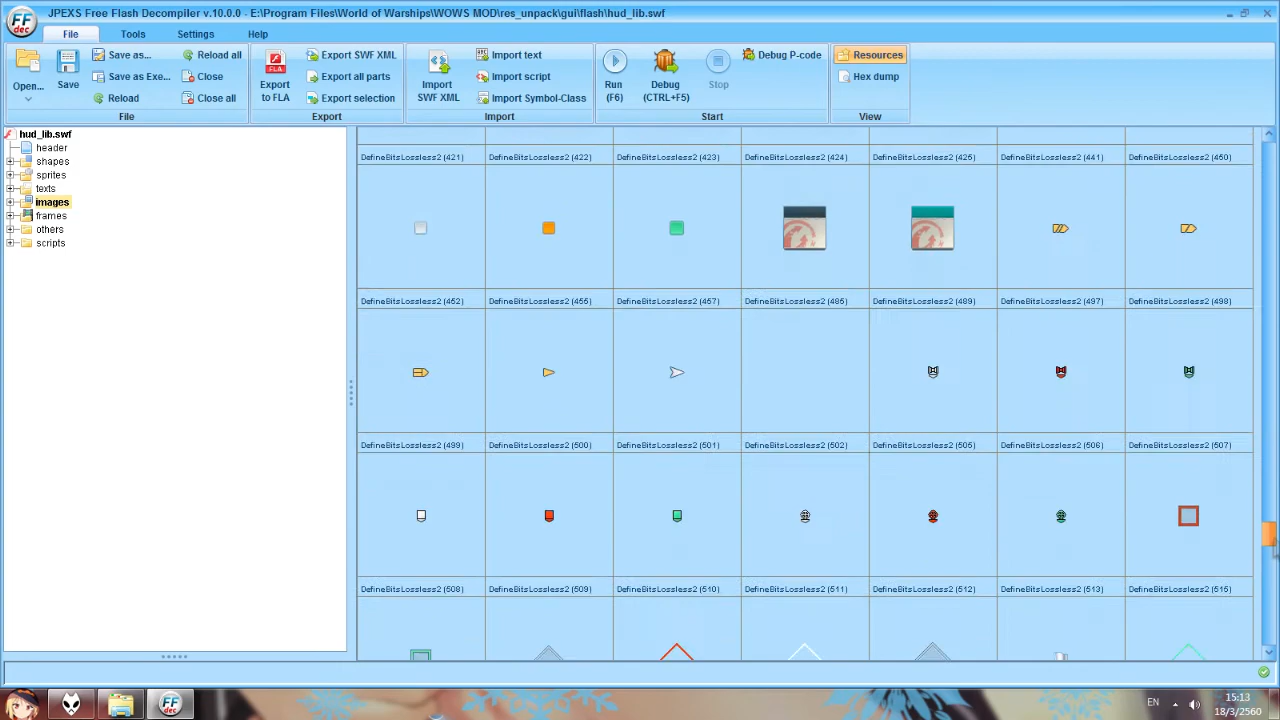 JPEXS Free Flash Decompiler v.10.0.0 - E:\Program Files\World of Warships\WOWS MOD\res_unpack\gui\flash\hud_lib.swf
FF
dec
File Tools Settings Help
Open...
Save
Save as...
Save as Exe...
Reload
Reload all
Close
Close all
File
Export
to FLA
Export SWF XML
Export all parts
Export selection
Export
Import
SWF XML
Import text
Import script
Import Symbol-Class
Import
Run
(F6)
Debug
(CTRL+F5)
Stop
Debug P-code
Start
Resources
Hex dump
View
hud_lib.swf
header
shapes
sprites
texts
images
frames
others
scripts
DefineBitsLossless2 (421) DefineBitsLossless2 (422) DefineBitsLossless2 (423) DefineBitsLossless2 (424) DefineBitsLossless2 (425) DefineBitsLossless2 (441) DefineBitsLossless2 (450)
DefineBitsLossless2 (452) DefineBitsLossless2 (455) DefineBitsLossless2 (457) DefineBitsLossless2 (485) DefineBitsLossless2 (489) DefineBitsLossless2 (497) DefineBitsLossless2 (498)
DefineBitsLossless2 (499) DefineBitsLossless2 (500) DefineBitsLossless2 (501) DefineBitsLossless2 (502) DefineBitsLossless2 (505) DefineBitsLossless2 (506) DefineBitsLossless2 (507)
DefineBitsLossless2 (508) DefineBitsLossless2 (509) DefineBitsLossless2 (510) DefineBitsLossless2 (511) DefineBitsLossless2 (512) DefineBitsLossless2 (513) DefineBitsLossless2 (515)
FF
dec
EN
15:13
18/3/2560